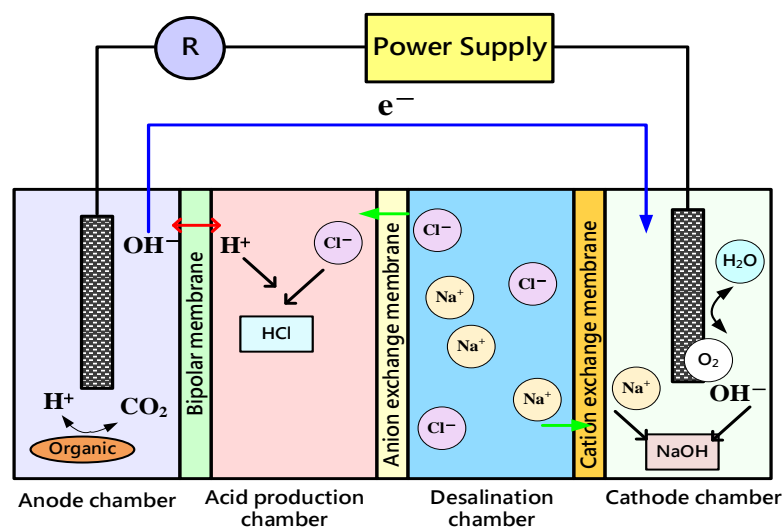 R
Power Supply
e⁻
OH⁻
H⁺
Cl⁻
HCl
H⁺
CO₂
Organic
Bipolar membrane
Anion exchange membrane
Cl⁻
Na⁺
Cl⁻
Na⁺
Na⁺
Cl⁻
Cation exchange membrane
H₂O
O₂
Na⁺
OH⁻
NaOH
Anode chamber
Acid production
chamber
Desalination
chamber
Cathode chamber